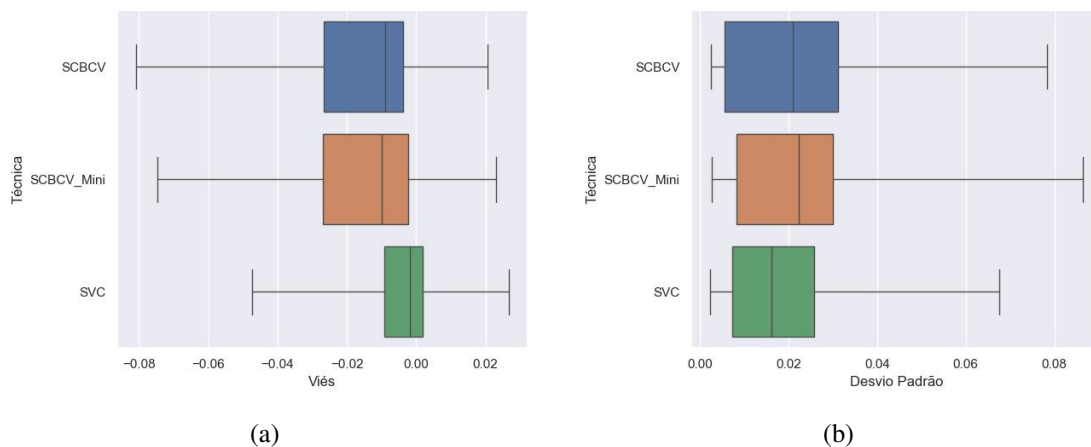 SCBCV
SCBCV_Mini
SVC
Técnica
−0.08 −0.06 −0.04 −0.02 0.00 0.02
Viés
(a)
SCBCV
SCBCV_Mini
SVC
Técnica
0.00 0.02 0.04 0.06 0.08
Desvio Padrão
(b)